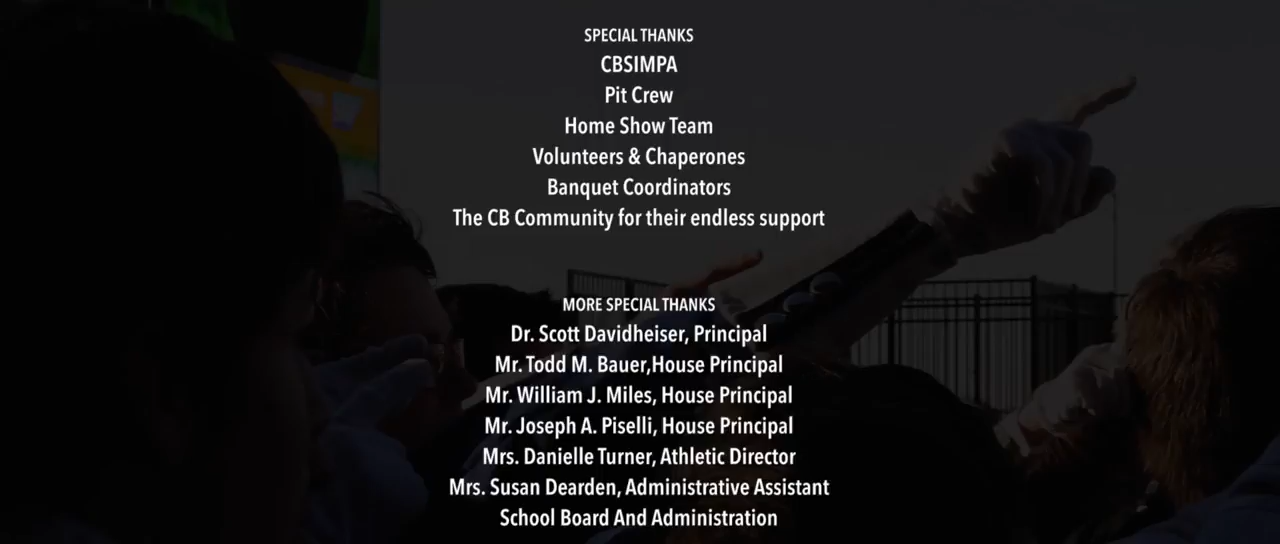 SPECIAL THANKS
CBSIMPA
Pit Crew
Home Show Team
Volunteers & Chaperones
Banquet Coordinators
The CB Community for their endless support
MORE SPECIAL THANKS
Dr. Scott Davidheiser, Principal
Mr. Todd M. Bauer,House Principal
Mr. William J. Miles, House Principal
Mr. Joseph A. Piselli, House Principal
Mrs. Danielle Turner, Athletic Director
Mrs. Susan Dearden, Administrative Assistant
School Board And Administration